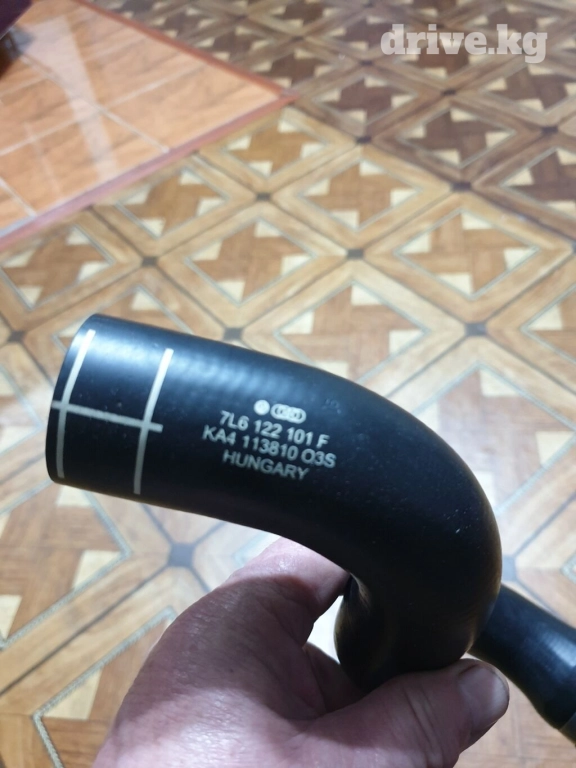 drive.kg
7L6 122 101 F
KA4 113810 O3S
HUNGARY